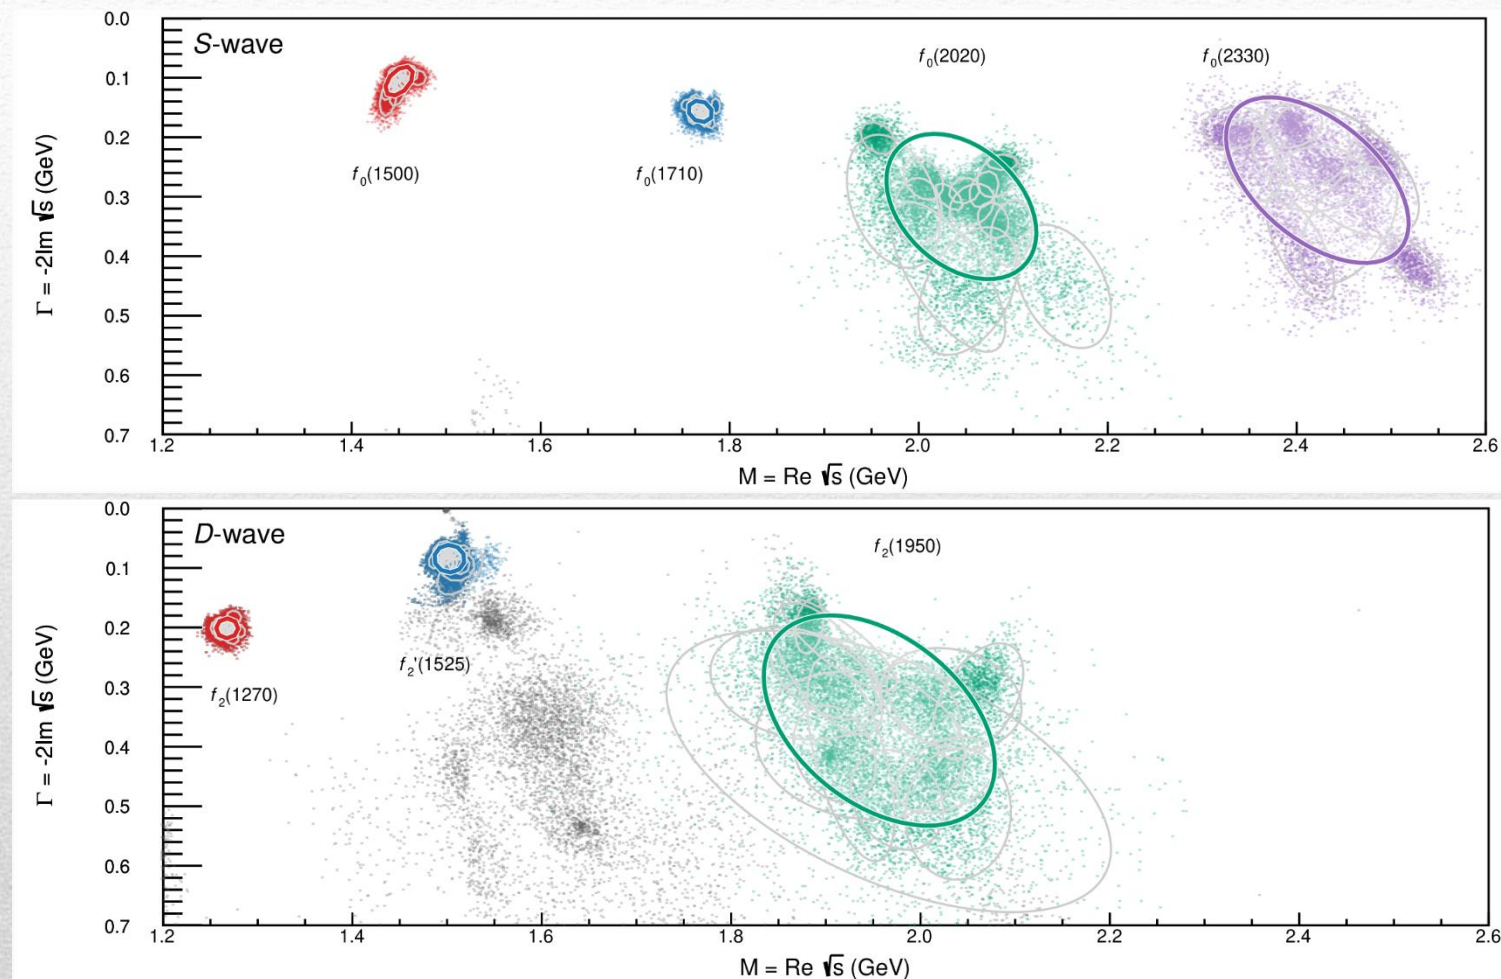 S-wave
f0(2020)
f0(2330)
f0(1500)
f0(1710)
0.0
0.1
0.2
0.3
0.4
0.5
0.6
0.7
Γ = -2Im √s (GeV)
1.2 1.4 1.6 1.8 2.0 2.2 2.4 2.6
M = Re √s (GeV)
D-wave
f2(1950)
f2'(1525)
f2(1270)
0.0
0.1
0.2
0.3
0.4
0.5
0.6
0.7
Γ = -2Im √s (GeV)
1.2 1.4 1.6 1.8 2.0 2.2 2.4 2.6
M = Re √s (GeV)